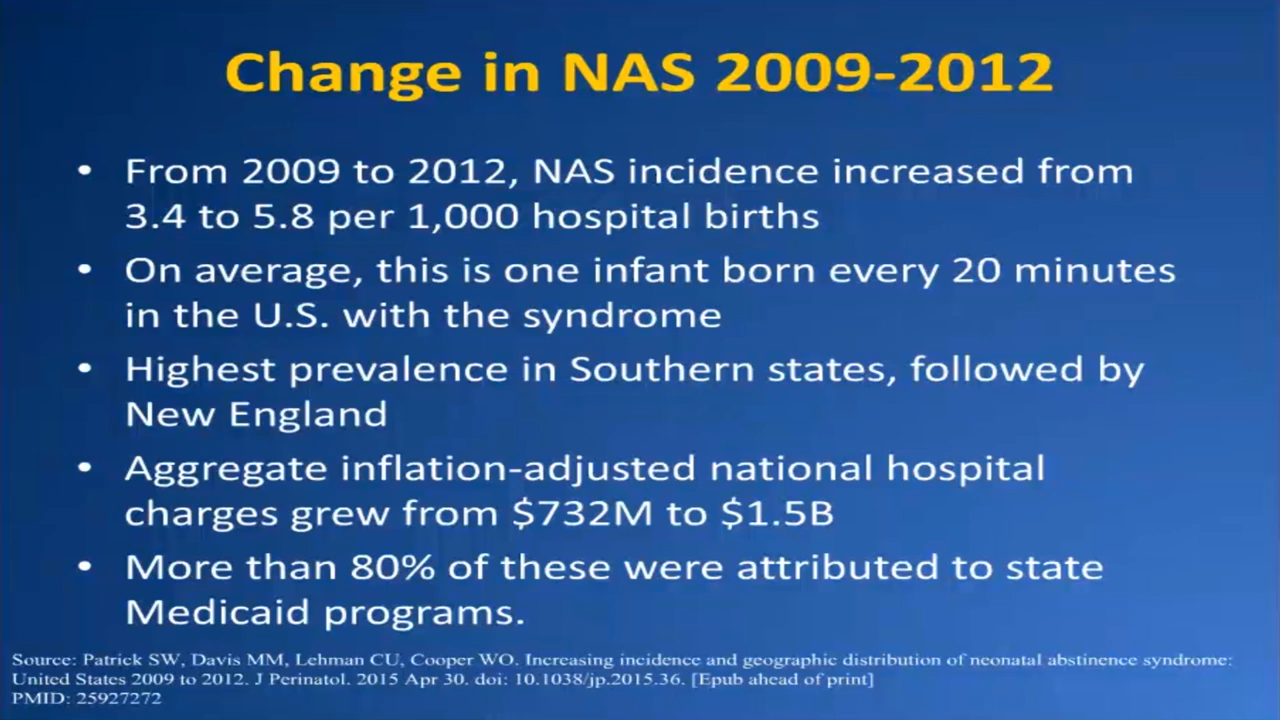 Change in NAS 2009-2012
• From 2009 to 2012, NAS incidence increased from
3.4 to 5.8 per 1,000 hospital births
• On average, this is one infant born every 20 minutes
in the U.S. with the syndrome
• Highest prevalence in Southern states, followed by
New England
• Aggregate inflation-adjusted national hospital
charges grew from $732M to $1.5B
• More than 80% of these were attributed to state
Medicaid programs.
Source: Patrick SW, Davis MM, Lehman CU, Cooper WO. Increasing incidence and geographic distribution of neonatal abstinence syndrome:
United States 2009 to 2012. J Perinatol. 2015 Apr 30. doi: 10.1038/jp.2015.36. [Epub ahead of print]
PMID: 25927272